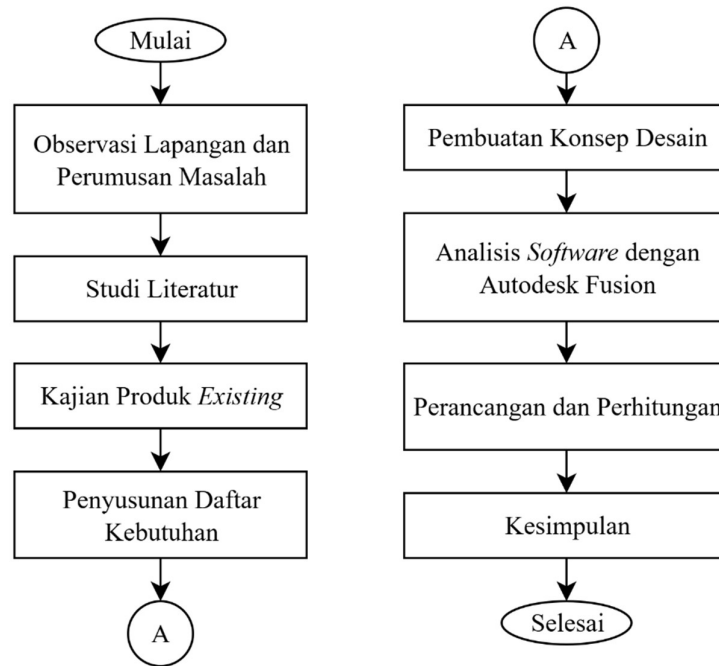 Mulai
Observasi Lapangan dan
Perumusan Masalah
Studi Literatur
Kajian Produk Existing
Penyusunan Daftar
Kebutuhan
A
A
Pembuatan Konsep Desain
Analisis Software dengan
Autodesk Fusion
Perancangan dan Perhitungan
Kesimpulan
Selesai